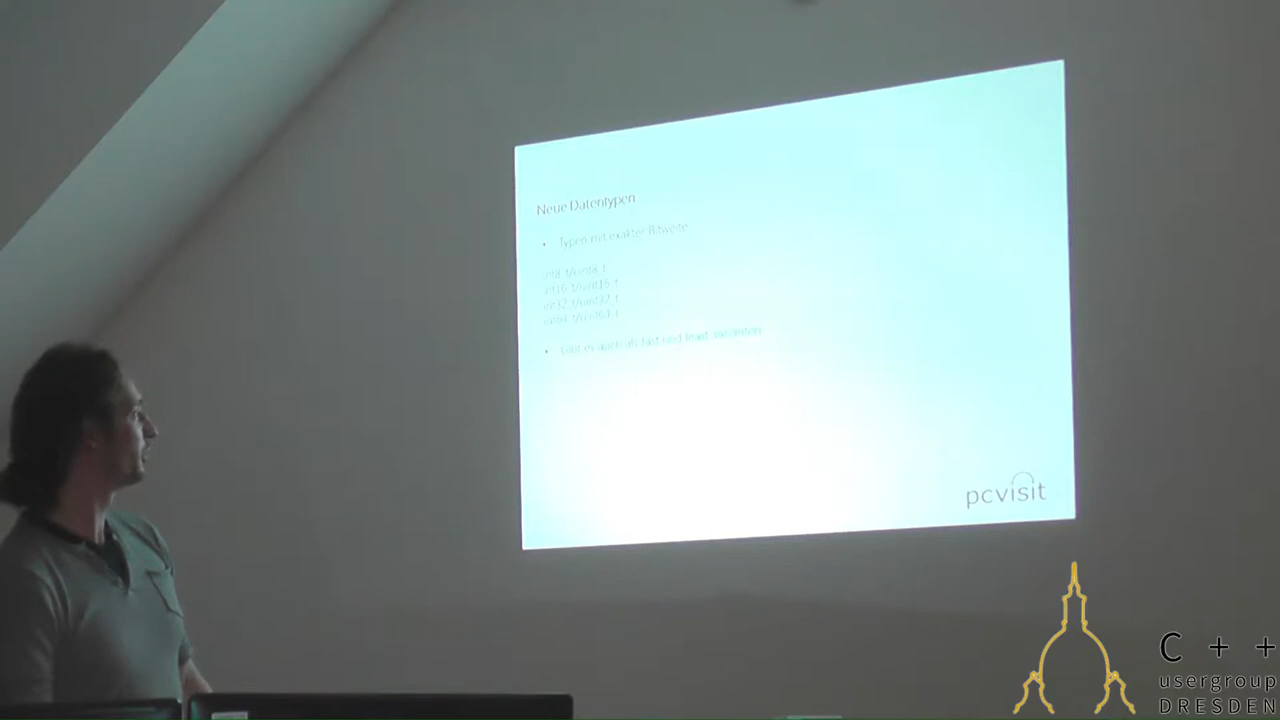 Neue Datentypen
• Typen mit exakter Bitweite
int8_t/uint8_t
int16_t/uint16_t
int32_t/uint32_t
int64_t/uint64_t
• Gibt es auch als fast und least Varianten
pcvisit
C + +
usergroup
DRESDEN